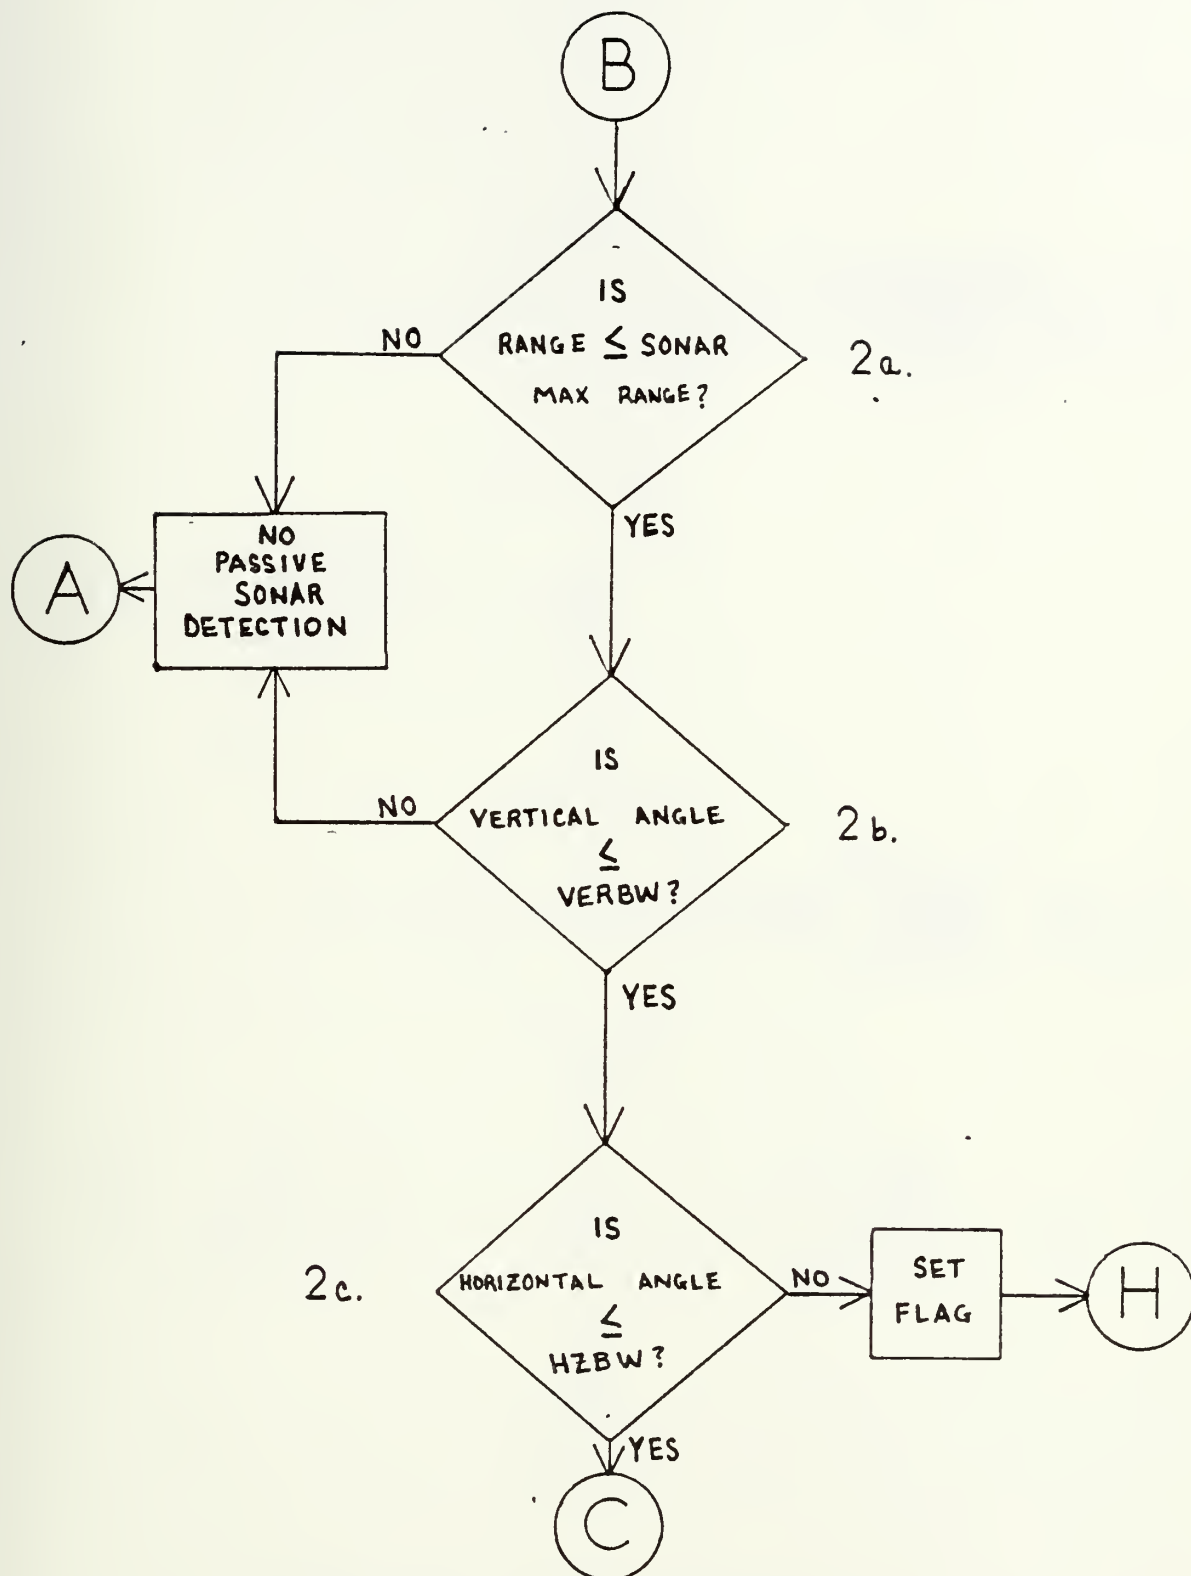 B
IS
RANGE ≤ SONAR
MAX RANGE?
2a.
NO
YES
NO
PASSIVE
SONAR
DETECTION
A
IS
VERTICAL ANGLE
≤
VERBW?
2b.
NO
YES
IS
HORIZONTAL ANGLE
≤
HZBW?
2c.
NO
SET
FLAG
H
YES
C